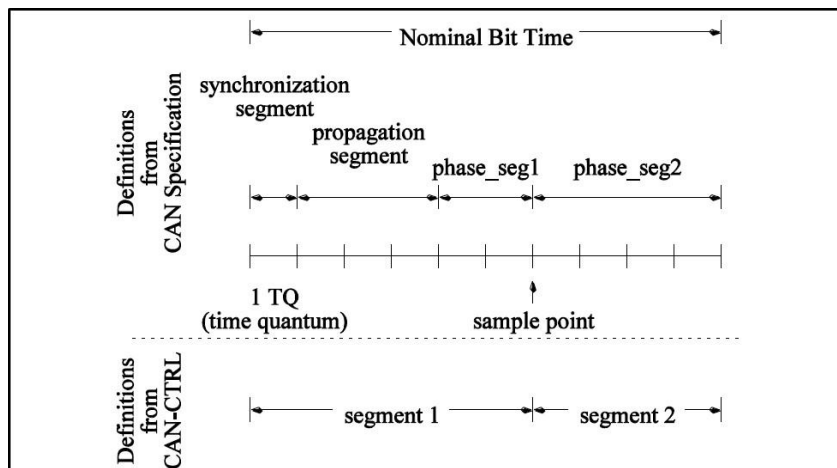 Nominal Bit Time
Definitions
from
CAN Specification
synchronization
segment
propagation
segment
phase_seg1
phase_seg2
1 TQ
(time quantum)
sample point
Definitions
from
CAN-CTRL
segment 1
segment 2